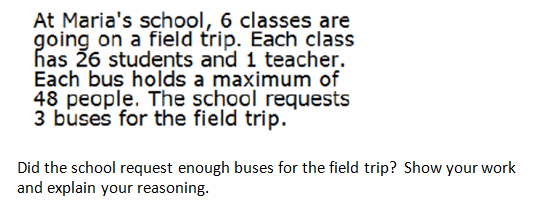 At Maria's school, 6 classes are
going on a field trip. Each class
has 26 students and 1 teacher.
Each bus holds a maximum of
48 people. The school requests
3 buses for the field trip.
Did the school request enough buses for the field trip? Show your work
and explain your reasoning.